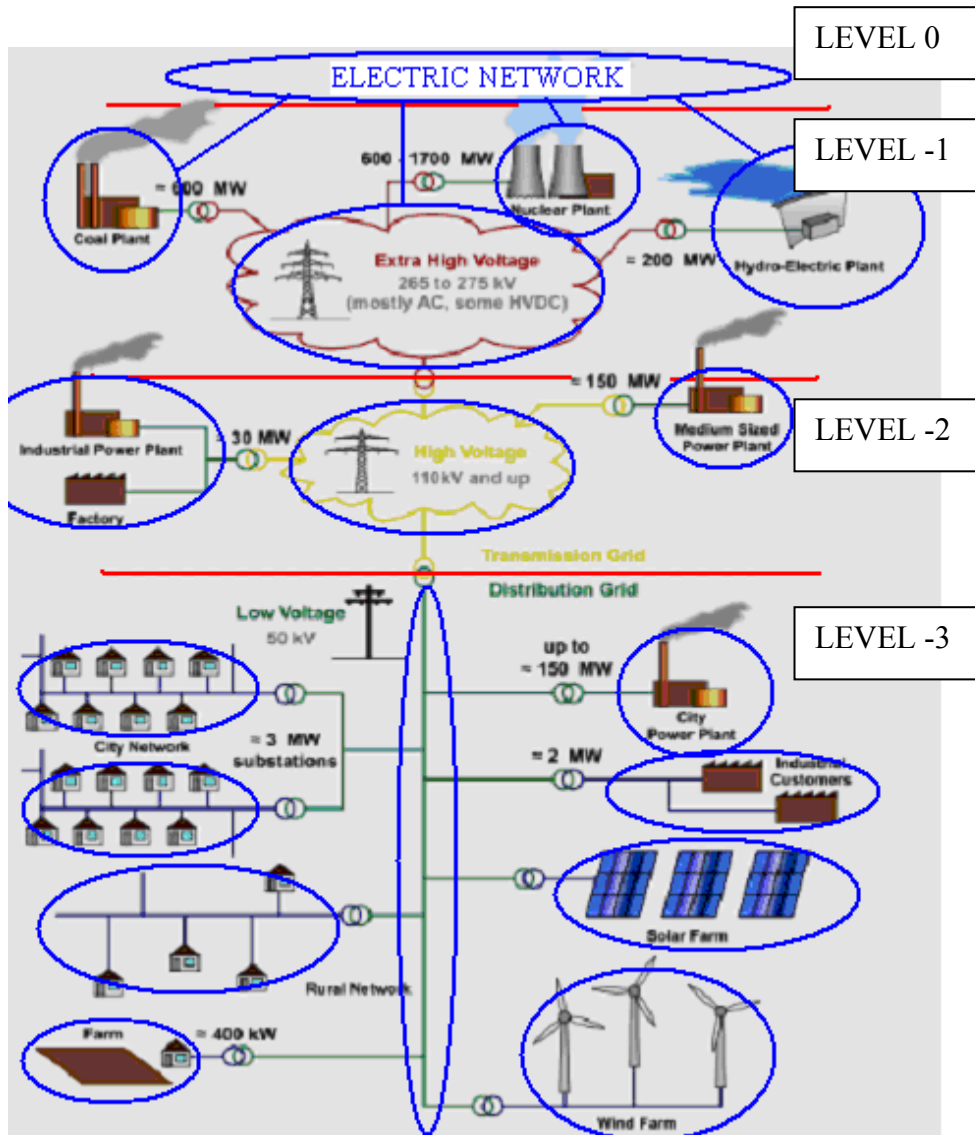 LEVEL 0
ELECTRIC NETWORK
LEVEL -1
600 - 1700 MW
≈ 600 MW
Nuclear Plant
Coal Plant
Extra High Voltage
265 to 275 kV
(mostly AC, some HVDC)
≈ 200 MW
Hydro-Electric Plant
≈ 150 MW
LEVEL -2
Industrial Power Plant
≈ 30 MW
High Voltage
110kV and up
Medium Sized
Power Plant
Factory
Transmission Grid
Distribution Grid
Low Voltage
50 kV
LEVEL -3
up to
≈ 150 MW
City
Power Plant
City Network
≈ 3 MW
substations
≈ 2 MW
Industrial
Customers
Solar Farm
Rural Network
Farm
≈ 400 kW
Wind Farm